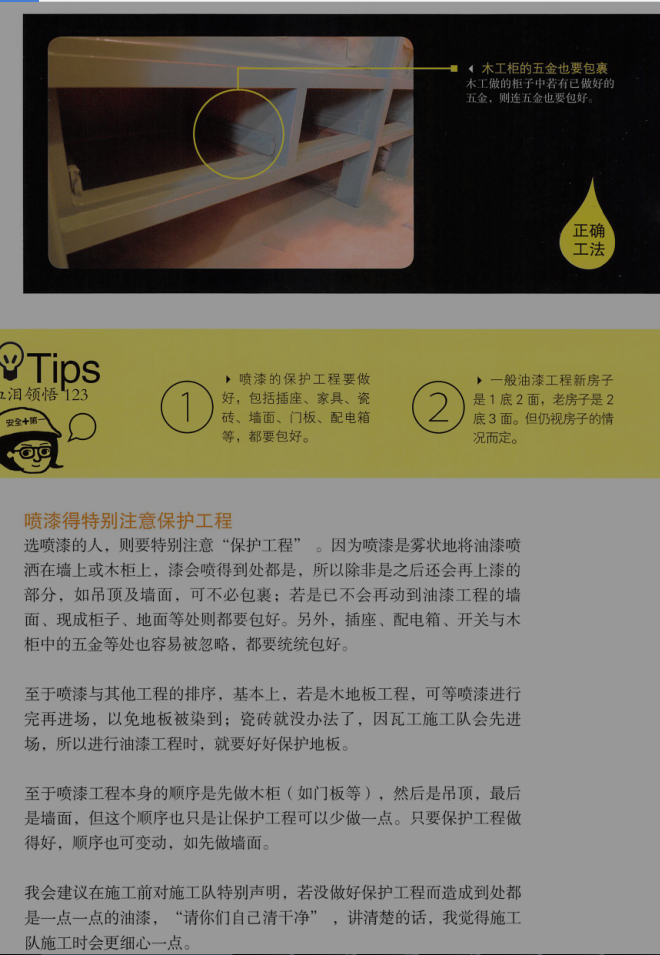 木工柜的五金也要包裹
木工做的柜子中若有已做好的
五金，则连五金也要包好。
正确
工法
Tips
泪领悟 123
安全✚第一
1
喷漆的保护工程要做
好，包括插座、家具、瓷
砖、墙面、门板、配电箱
等，都要包好。
2
一般油漆工程新房子
是 1 底 2 面，老房子是 2
底 3 面。但仍视房子的情
况而定。
喷漆得特别注意保护工程
选喷漆的人，则要特别注意“保护工程” 。因为喷漆是雾状地将油漆喷
洒在墙上或木柜上，漆会喷得到处都是，所以除非是之后还会再上漆的
部分，如吊顶及墙面，可不必包裹；若是已不会再动到油漆工程的墙
面、现成柜子、地面等处则都要包好。另外，插座、配电箱、开关与木
柜中的五金等处也容易被忽略，都要统统包好。
至于喷漆与其他工程的排序，基本上，若是木地板工程，可等喷漆进行
完再进场，以免地板被染到；瓷砖就没办法了，因瓦工施工队会先进
场，所以进行油漆工程时，就要好好保护地板。
至于喷漆工程本身的顺序是先做木柜（如门板等），然后是吊顶，最后
是墙面，但这个顺序也只是让保护工程可以少做一点。只要保护工程做
得好，顺序也可变动，如先做墙面。
我会建议在施工前对施工队特别声明，若没做好保护工程而造成到处都
是一点一点的油漆，“请你们自己清干净” ，讲清楚的话，我觉得施工
队施工时会更细心一点。